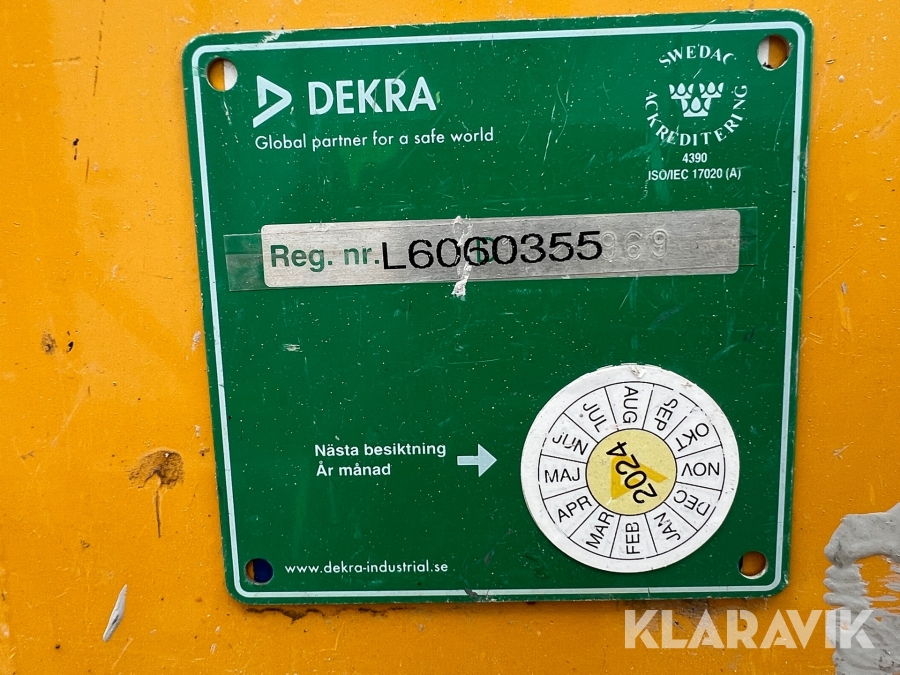 DEKRA
Global partner for a safe world
SWEDAC
ACKREDITERING
4390
ISO/IEC 17020 (A)
Reg. nr. L6060355
969
Nästa besiktning
År månad
JAN
FEB
MAR
APR
MAJ
JUN
JUL
AUG
SEP
OKT
NOV
DEC
2024
www.dekra-industrial.se
KLARAVIK